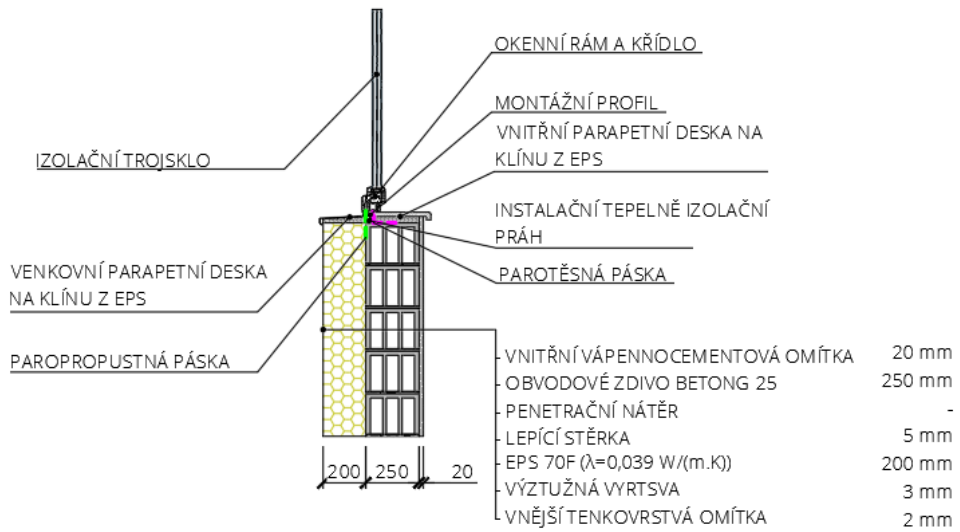 OKENNÍ RÁM A KŘÍDLO
MONTÁŽNÍ PROFIL
VNITŘNÍ PARAPETNÍ DESKA NA
KLÍNU Z EPS
IZOLAČNÍ TROJSKLO
INSTALAČNÍ TEPELNĚ IZOLAČNÍ
PRÁH
PAROTĚSNÁ PÁSKA
VENKOVNÍ PARAPETNÍ DESKA
NA KLÍNU Z EPS
PAROPROPUSTNÁ PÁSKA
VNITŘNÍ VÁPENNOCEMENTOVÁ OMÍTKA 20 mm
OBVODOVÉ ZDIVO BETONG 25 250 mm
PENETRAČNÍ NÁTĚR -
LEPÍCÍ STĚRKA 5 mm
EPS 70F (λ=0,039 W/(m.K)) 200 mm
VÝZTUŽNÁ VYRTSVA 3 mm
VNĚJŠÍ TENKOVRSTVÁ OMÍTKA 2 mm
200 250 20